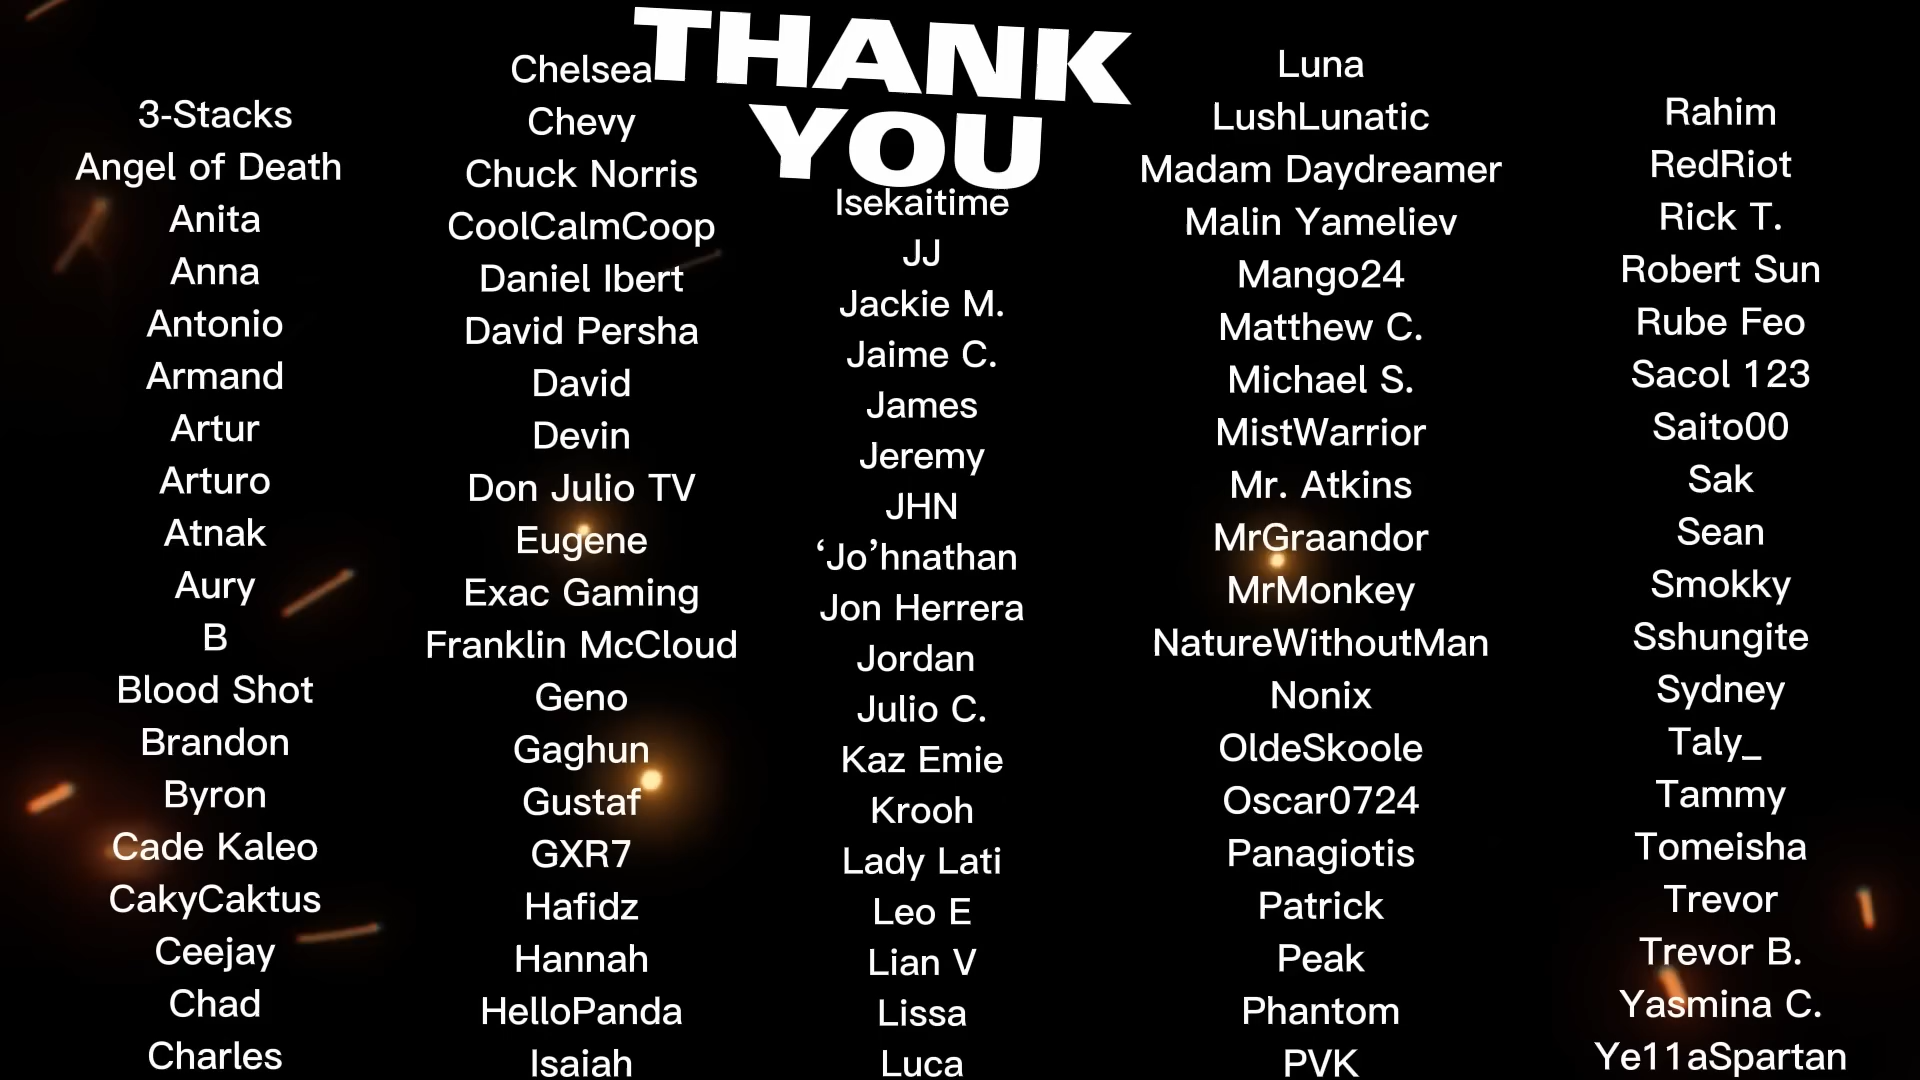 THANK
YOU
3-Stacks
Angel of Death
Anita
Anna
Antonio
Armand
Artur
Arturo
Atnak
Aury
B
Blood Shot
Brandon
Byron
Cade Kaleo
CakyCaktus
Ceejay
Chad
Charles
Chelsea
Chevy
Chuck Norris
CoolCalmCoop
Daniel Ibert
David Persha
David
Devin
Don Julio TV
Eugene
Exac Gaming
Franklin McCloud
Geno
Gaghun
Gustaf
GXR7
Hafidz
Hannah
HelloPanda
Isaiah
Isekaitime
JJ
Jackie M.
Jaime C.
James
Jeremy
JHN
‘Jo’hnathan
Jon Herrera
Jordan
Julio C.
Kaz Emie
Krooh
Lady Lati
Leo E
Lian V
Lissa
Luca
Luna
LushLunatic
Madam Daydreamer
Malin Yameliev
Mango24
Matthew C.
Michael S.
MistWarrior
Mr. Atkins
MrGraandor
MrMonkey
NatureWithoutMan
Nonix
OldeSkoole
Oscar0724
Panagiotis
Patrick
Peak
Phantom
PVK
Rahim
RedRiot
Rick T.
Robert Sun
Rube Feo
Sacol 123
Saito00
Sak
Sean
Smokky
Sshungite
Sydney
Taly_
Tammy
Tomeisha
Trevor
Trevor B.
Yasmina C.
Ye11aSpartan